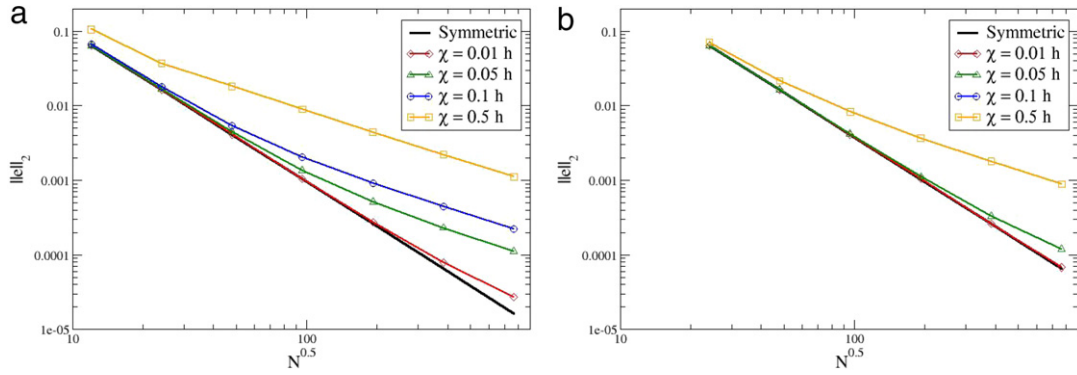 a
0.1
0.01
0.001
0.0001
1e-05
||e||2
10
100
N^0.5
Symmetric
χ = 0.01 h
χ = 0.05 h
χ = 0.1 h
χ = 0.5 h
b
0.1
0.01
0.001
0.0001
1e-05
||e||2
10
100
N^0.5
Symmetric
χ = 0.01 h
χ = 0.05 h
χ = 0.1 h
χ = 0.5 h